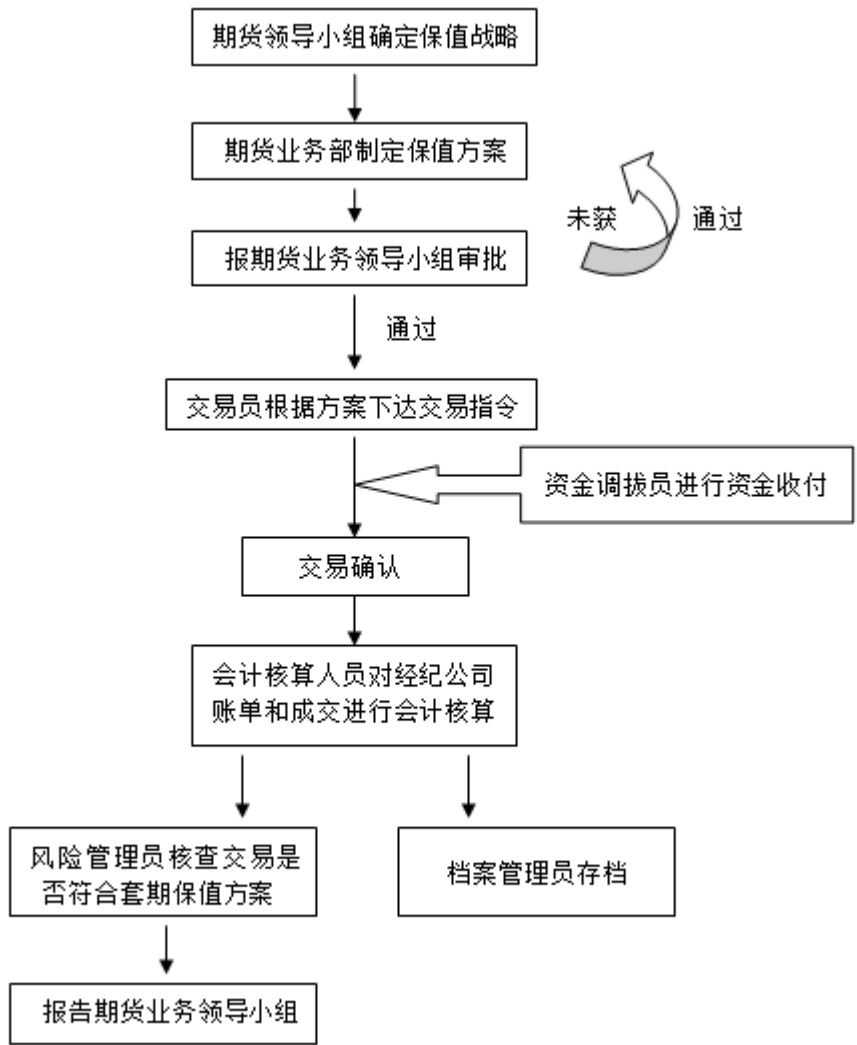 期货领导小组确定保值战略
期货业务部制定保值方案
未获
通过
报期货业务领导小组审批
通过
交易员根据方案下达交易指令
资金调拔员进行资金收付
交易确认
会计核算人员对经纪公司
账单和成交进行会计核算
风险管理员核查交易是
否符合套期保值方案
档案管理员存档
报告期货业务领导小组